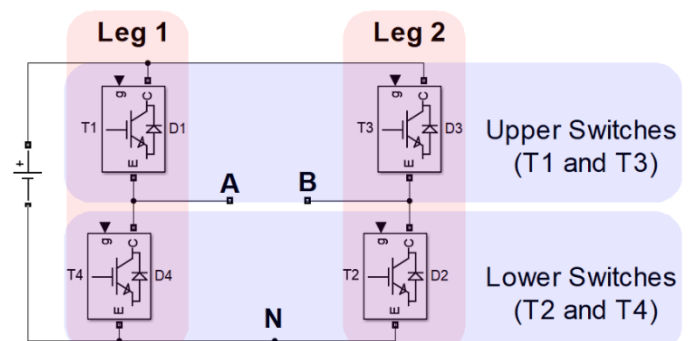 Leg 1
Leg 2
g C
T1 D1
E
g C
T3 D3
E
Upper Switches
(T1 and T3)
+
A
B
g C
T4 D4
E
g C
T2 D2
E
Lower Switches
(T2 and T4)
N